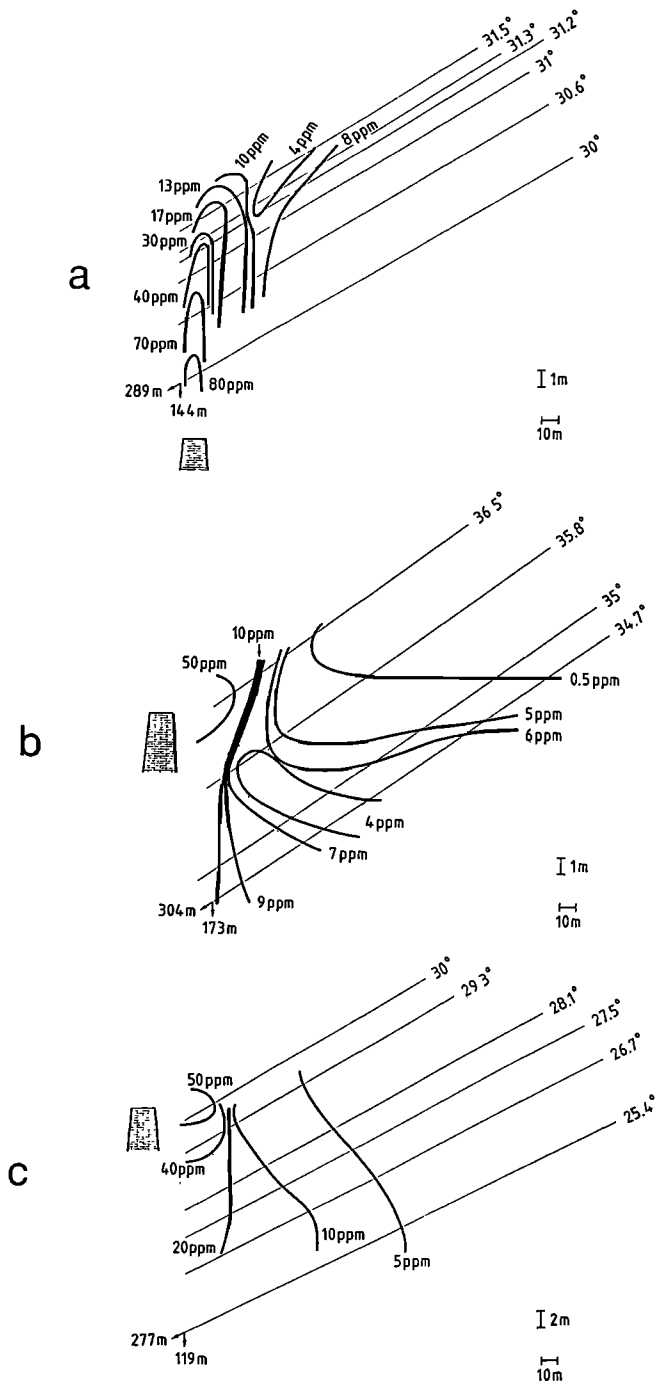 31.5°
31.3°
31.2°
31°
30.6°
30°
10ppm
4ppm
8ppm
13ppm
17ppm
30ppm
a
40ppm
70ppm
80ppm
289m
144m
1m
10m
36 5°
35.8°
35°
34.7°
10ppm
50ppm
0.5ppm
5ppm
6ppm
b
4ppm
7ppm
9ppm
304m
173m
1m
10m
30°
29 3°
28.1°
27.5°
26.7°
25.4°
50ppm
40ppm
c
20ppm
10ppm
5ppm
277m
119m
2m
10m